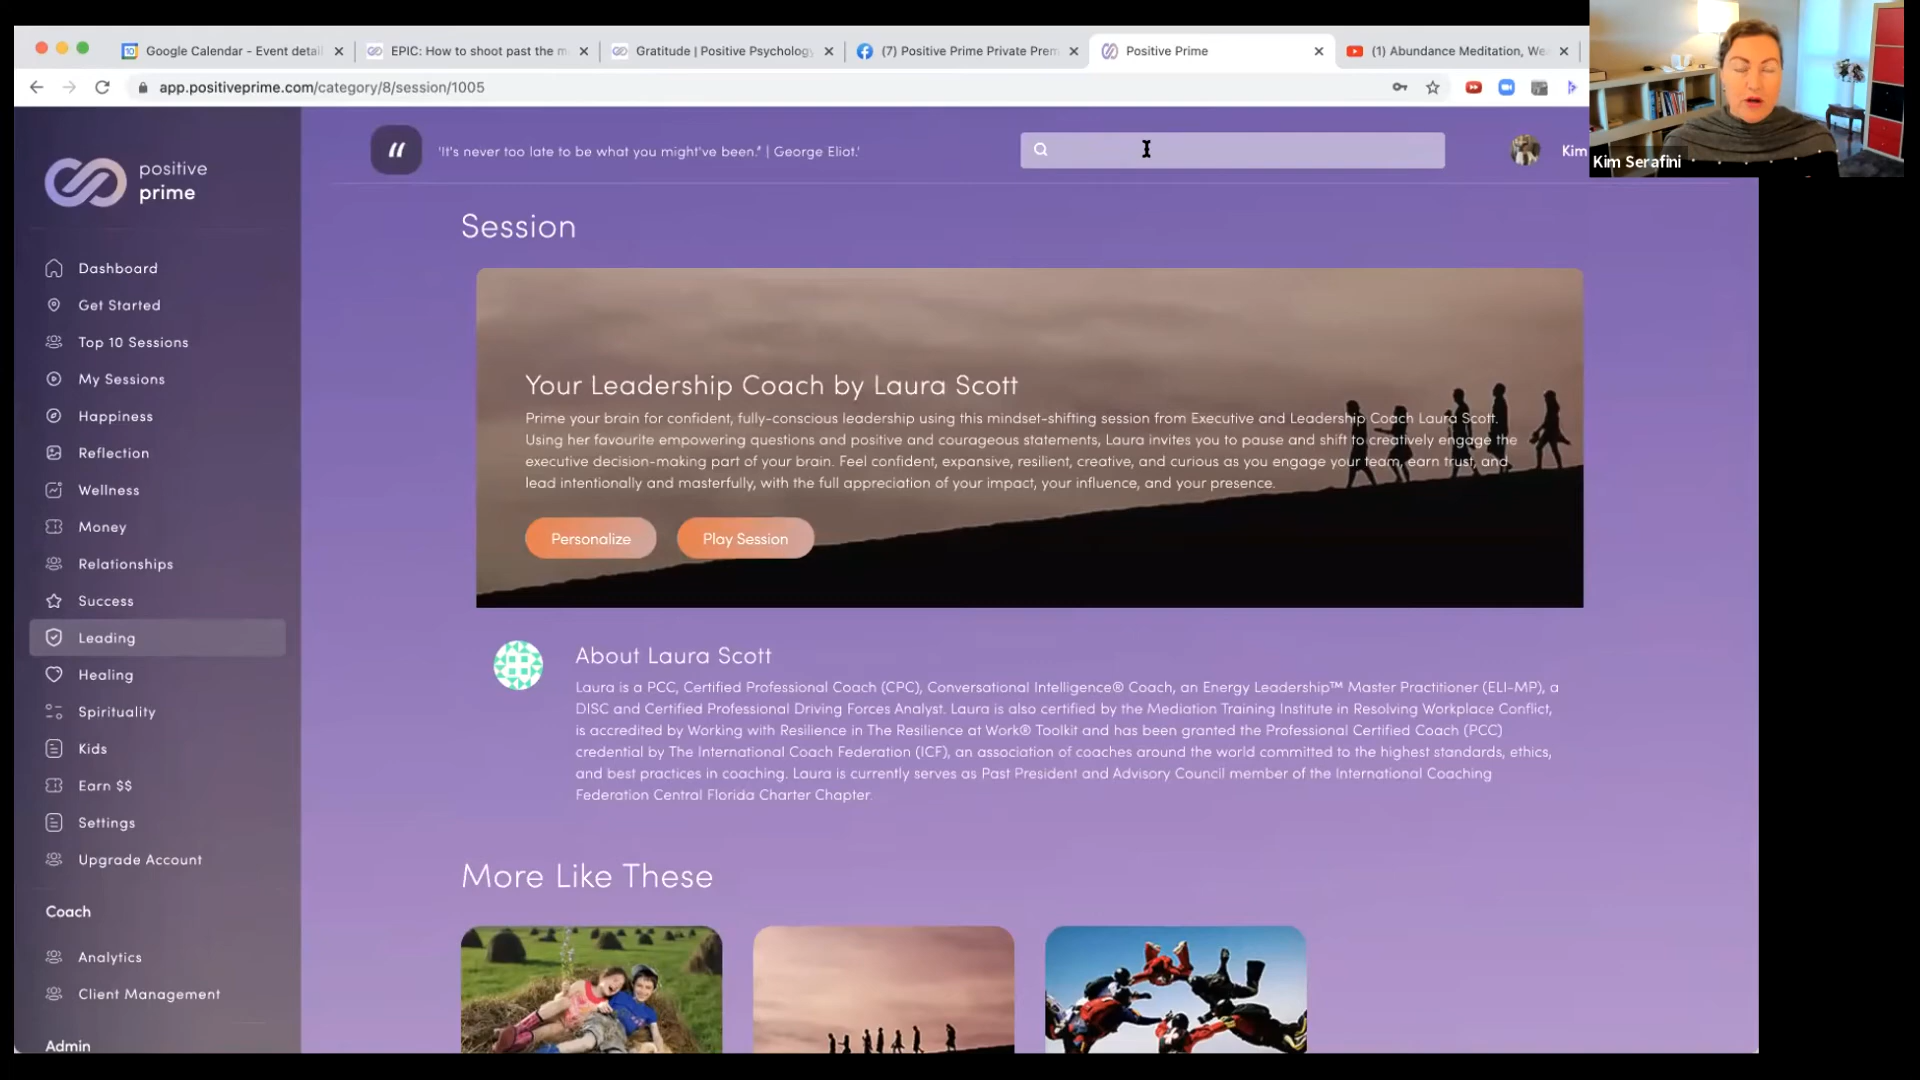 Google Calendar - Event detai
EPIC: How to shoot past the m
Gratitude | Positive Psychology
(7) Positive Prime Private Prem
Positive Prime
(1) Abundance Meditation, We
app.positiveprime.com/category/8/session/1005
Kim Serafini
positive
prime
"
'It's never too late to be what you might've been." | George Eliot.'
Kim
Dashboard
Get Started
Top 10 Sessions
My Sessions
Happiness
Reflection
Wellness
Money
Relationships
Success
Leading
Healing
Spirituality
Kids
Earn $$
Settings
Upgrade Account
Coach
Analytics
Client Management
Admin
Session
Your Leadership Coach by Laura Scott
Prime your brain for confident, fully-conscious leadership using this mindset-shifting session from Executive and Leadership Coach Laura Scott.
Using her favourite empowering questions and positive and courageous statements, Laura invites you to pause and shift to creatively engage the
executive decision-making part of your brain. Feel confident, expansive, resilient, creative, and curious as you engage your team, earn trust, and
lead intentionally and masterfully, with the full appreciation of your impact, your influence, and your presence.
Personalize
Play Session
About Laura Scott
Laura is a PCC, Certified Professional Coach (CPC), Conversational Intelligence® Coach, an Energy Leadership™ Master Practitioner (ELI-MP), a
DISC and Certified Professional Driving Forces Analyst. Laura is also certified by the Mediation Training Institute in Resolving Workplace Conflict,
is accredited by Working with Resilience in The Resilience at Work® Toolkit and has been granted the Professional Certified Coach (PCC)
credential by The International Coach Federation (ICF), an association of coaches around the world committed to the highest standards, ethics,
and best practices in coaching. Laura is currently serves as Past President and Advisory Council member of the International Coaching
Federation Central Florida Charter Chapter.
More Like These